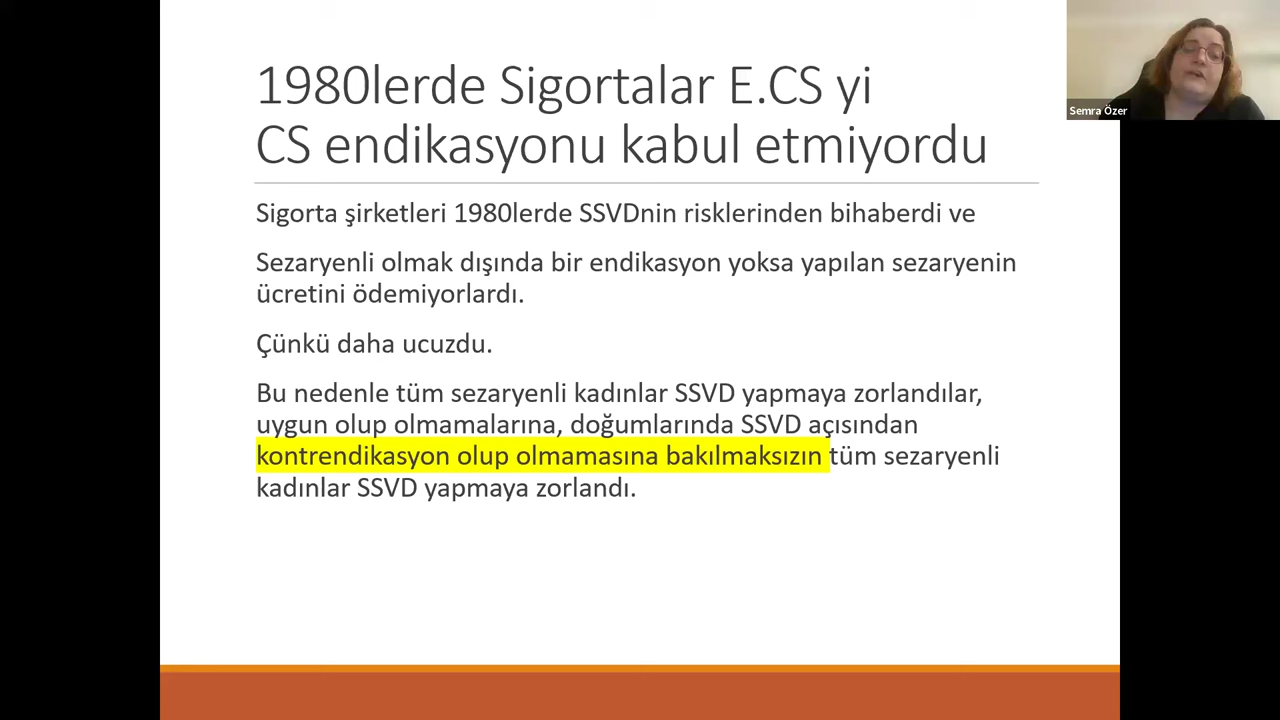 1980lerde Sigortalar E.CS yi
CS endikasyonu kabul etmiyordu
Sigorta şirketleri 1980lerde SSVDnin risklerinden bihaberdi ve
Sezaryenli olmak dışında bir endikasyon yoksa yapılan sezaryenin
ücretini ödemiyorlardı.
Çünkü daha ucuzdu.
Bu nedenle tüm sezaryenli kadınlar SSVD yapmaya zorlandılar,
uygun olup olmamalarına, doğumlarında SSVD açısından
kontrendikasyon olup olmamasına bakılmaksızın tüm sezaryenli
kadınlar SSVD yapmaya zorlandı.
Semra Özer